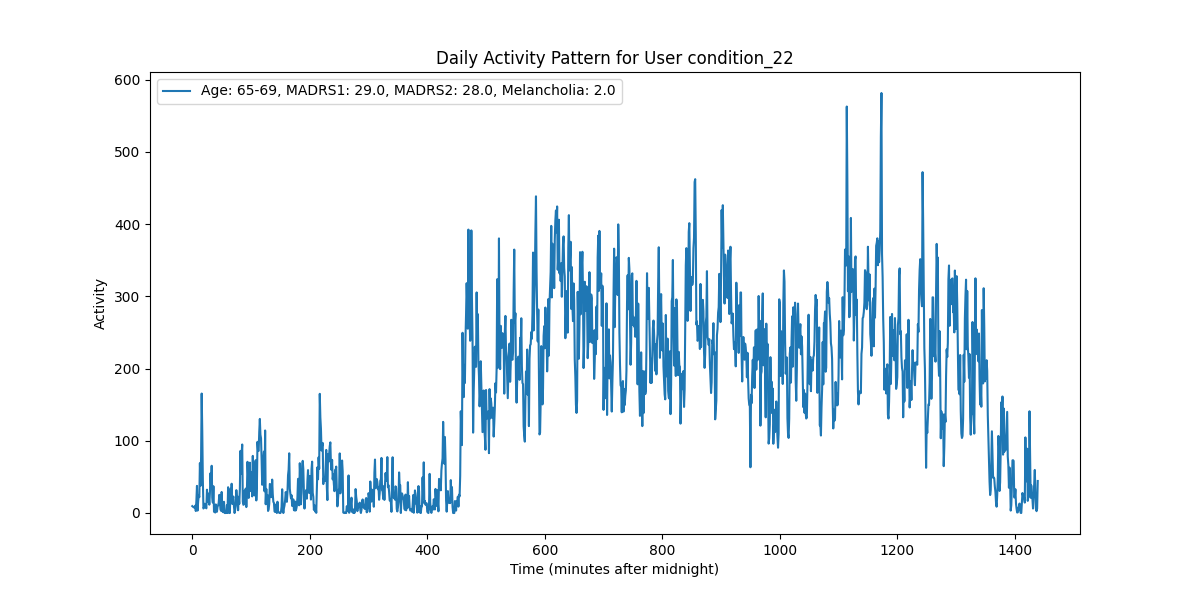 Daily Activity Pattern for User condition_22
Age: 65-69, MADRS1: 29.0, MADRS2: 28.0, Melancholia: 2.0
600
500
400
300
200
100
0
Activity
0 200 400 600 800 1000 1200 1400
Time (minutes after midnight)